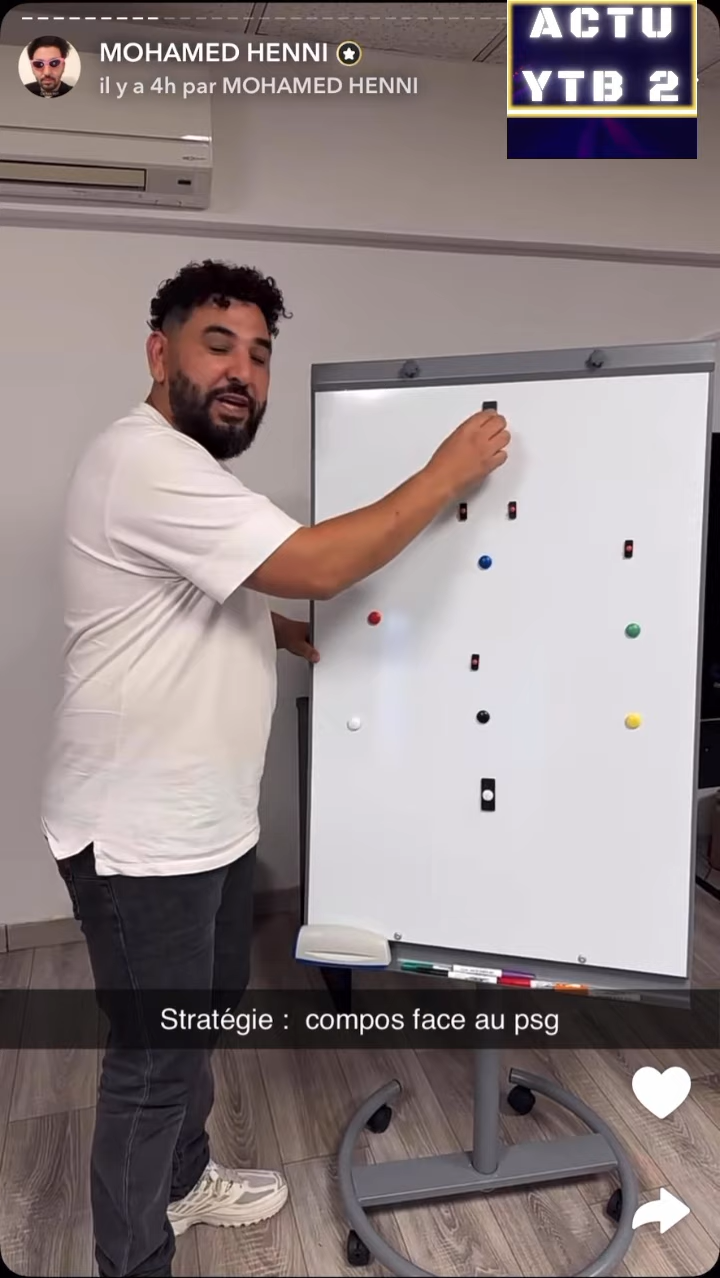 ACTU
YTB 2
MOHAMED HENNI
il y a 4h par MOHAMED HENNI
Stratégie :  compos face au psg